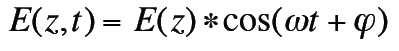 E(z,t) = E(z)*cos(ωt + φ)